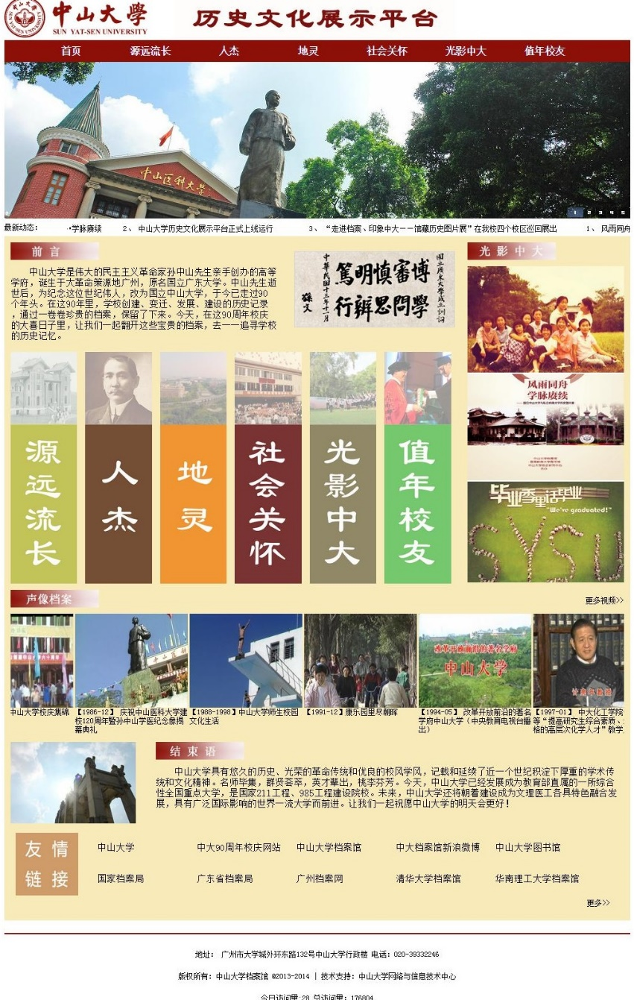 中山大學
SUN YAT-SEN UNIVERSITY
历史文化展示平台
首页 源远流长 人杰 地灵 社会关怀 光影中大 值年校友
中山医科大学
1 2 3 4 5
最新动态： ·学脉赓续 2、 中山大学历史文化展示平台正式上线运行 3、 “走进档案、印象中大——馆藏历史图片展”在我校四个校区巡回展出 1、 风雨同舟
前言
中山大学是伟大的民主主义革命家孙中山先生亲手创办的高等
学府，诞生于大革命策源地广州，原名国立广东大学。中山先生逝
世后，为纪念这位世纪伟人，改为国立中山大学，于今已走过90
个年头。在这90年里，学校创建、变迁、发展、建设的历史记录
，通过一卷卷珍贵的档案，保留了下来。今天，在这90周年校庆
的大喜日子里，让我们一起翻开这些宝贵的档案，去一一追寻学校
的历史记忆。
國立廣東大學成立訓詞
博學
審問
慎思
明辨
篤行
中華民國十三年十一月
孫文
光影中大
风雨同舟
学脉赓续
毕业季重话毕业
"We've graduated!"
SYSU
源远流长
人杰
地灵
社会关怀
光影中大
值年校友
声像档案
更多视频>>
改革开放前沿的著名学府
中山大学
中山大学校庆集锦
【1986-12】 庆祝中山医科大学建
校120周年暨孙中山学医纪念像揭
幕典礼
【1988-1998】中山大学师生校园
文化生活
【1991-12】康乐园里尽朝晖
【1994-05】 改革开放前沿的著名
学府中山大学（中央教育电视台播
出）
【1997-01】 中大化工学院
等“提高研究生综合素质、
格的高层次化学人才”教学
结束语
中山大学具有悠久的历史、光荣的革命传统和优良的校风学风，记载和延续了近一个世纪积淀下厚重的学术传
统和文化精神。名师毕集，群贤荟萃，英才辈出，桃李芬芳。今天，中山大学已经发展成为教育部直属的一所综合
性全国重点大学，是国家211工程、985工程建设院校。未来，中山大学还将朝着建设成为文理医工各具特色融合发
展，具有广泛国际影响的世界一流大学而前进。让我们一起祝愿中山大学的明天会更好！
友情
链接
中山大学 中大90周年校庆网站 中山大学档案馆 中大档案馆新浪微博 中山大学图书馆
国家档案局 广东省档案局 广州档案网 清华大学档案馆 华南理工大学档案馆
更多>>
地址： 广州市大学城外环东路132号中山大学行政楼 电话：020-39332246
版权所有：中山大学档案馆 @2013-2014 | 技术支持：中山大学网络与信息技术中心
今日访问量:28 总访问量：176804